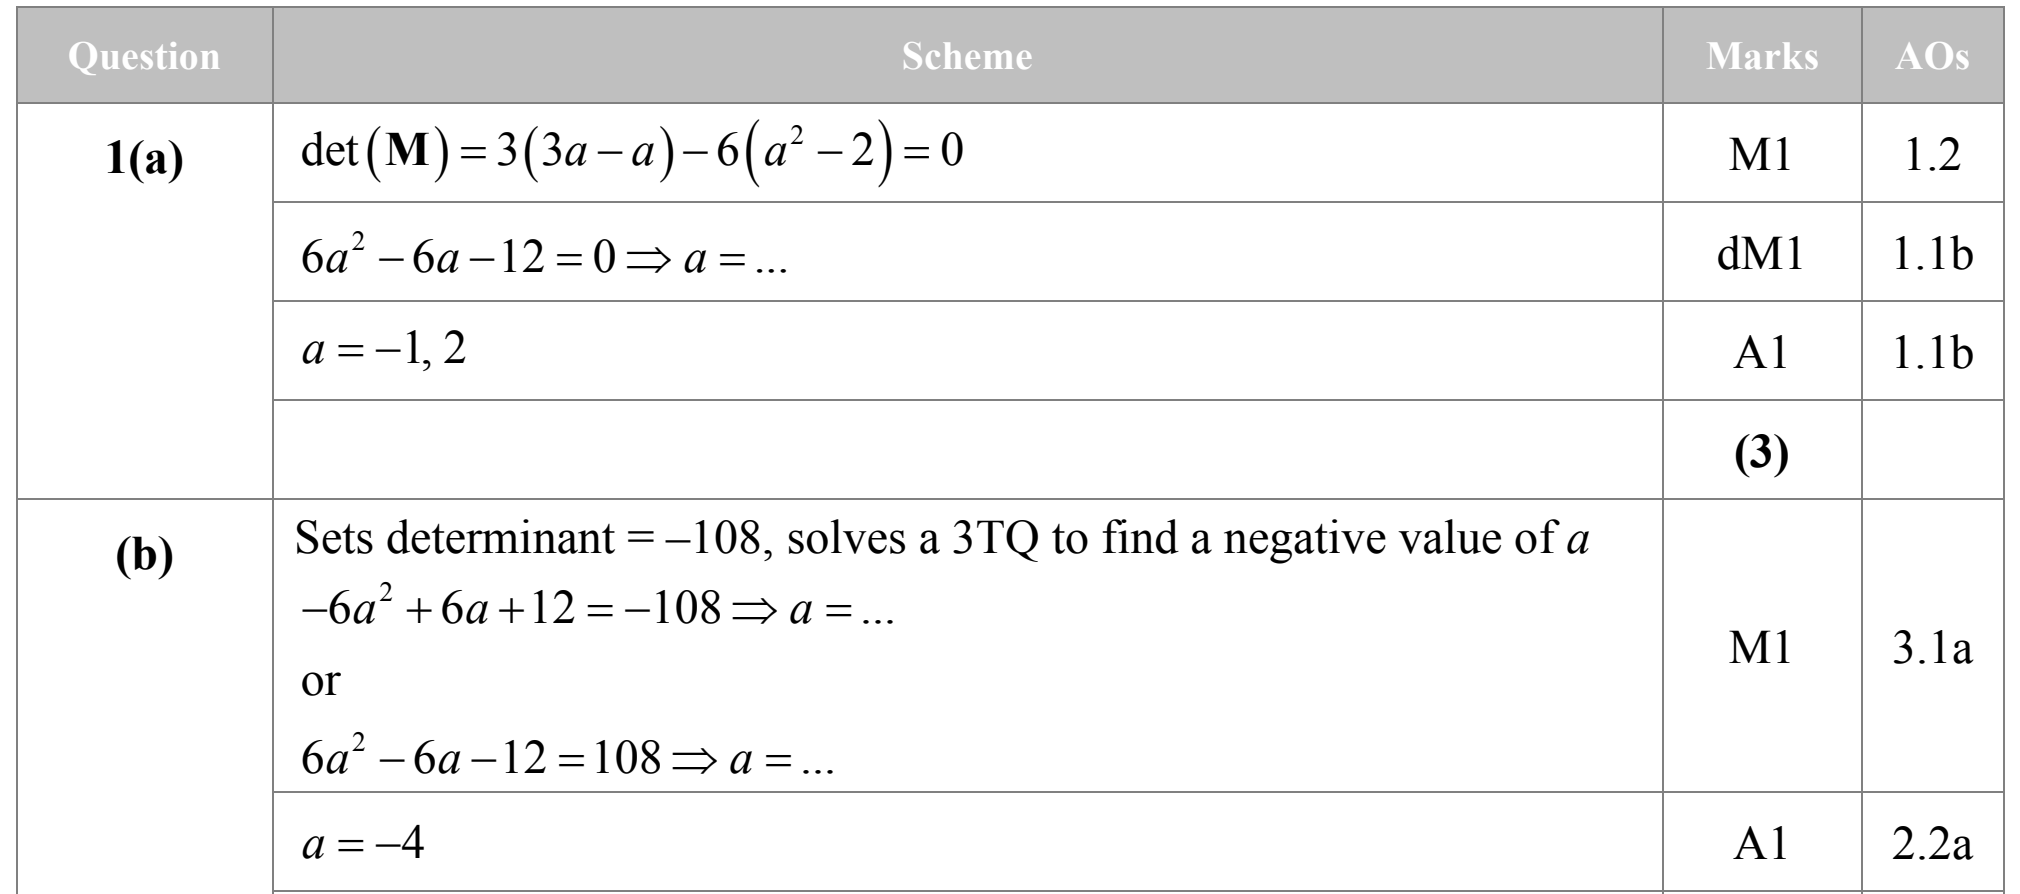 Question Scheme Marks AOs
1(a) det(M) = 3(3a − a) − 6(a² − 2) = 0 M1 1.2
6a² − 6a − 12 = 0 ⇒ a = ... dM1 1.1b
a = −1, 2 A1 1.1b
(3)
(b) Sets determinant = –108, solves a 3TQ to find a negative value of a
−6a² + 6a + 12 = −108 ⇒ a = ...
or
6a² − 6a − 12 = 108 ⇒ a = ...
M1 3.1a
a = −4 A1 2.2a